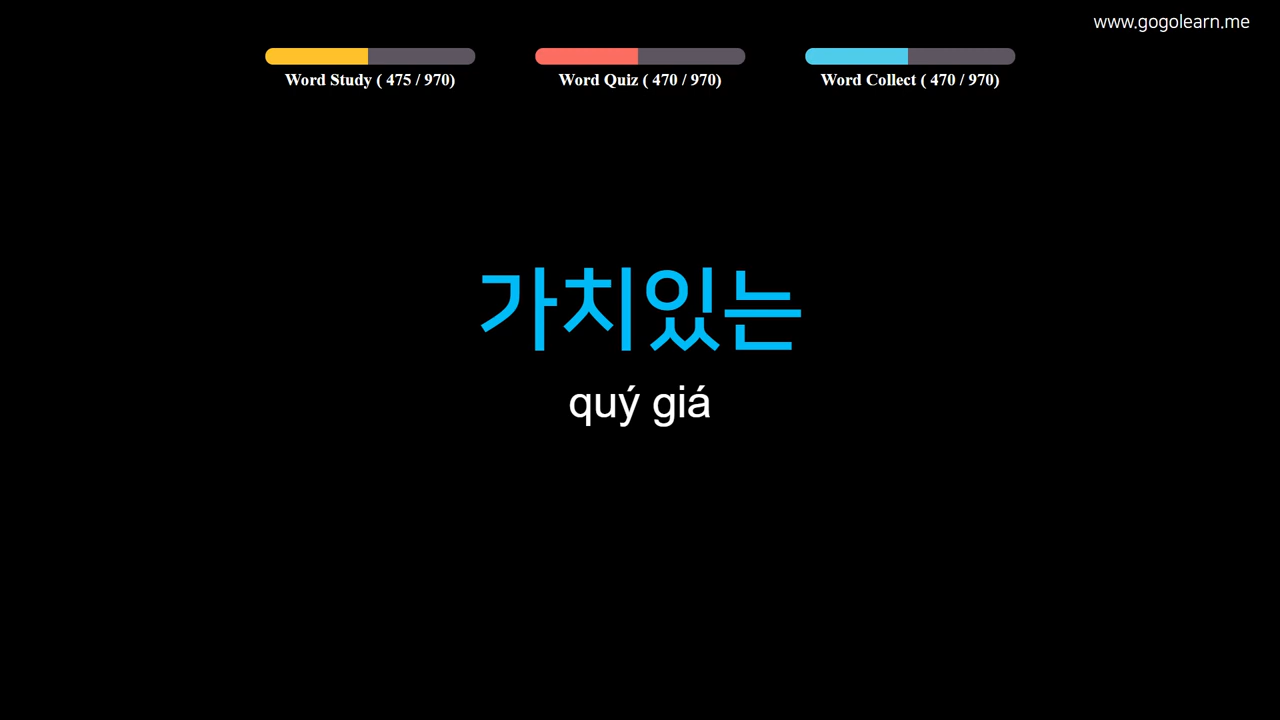 www.gogolearn.me
Word Study ( 475 / 970)
Word Quiz ( 470 / 970)
Word Collect ( 470 / 970)
가치있는
quý giá